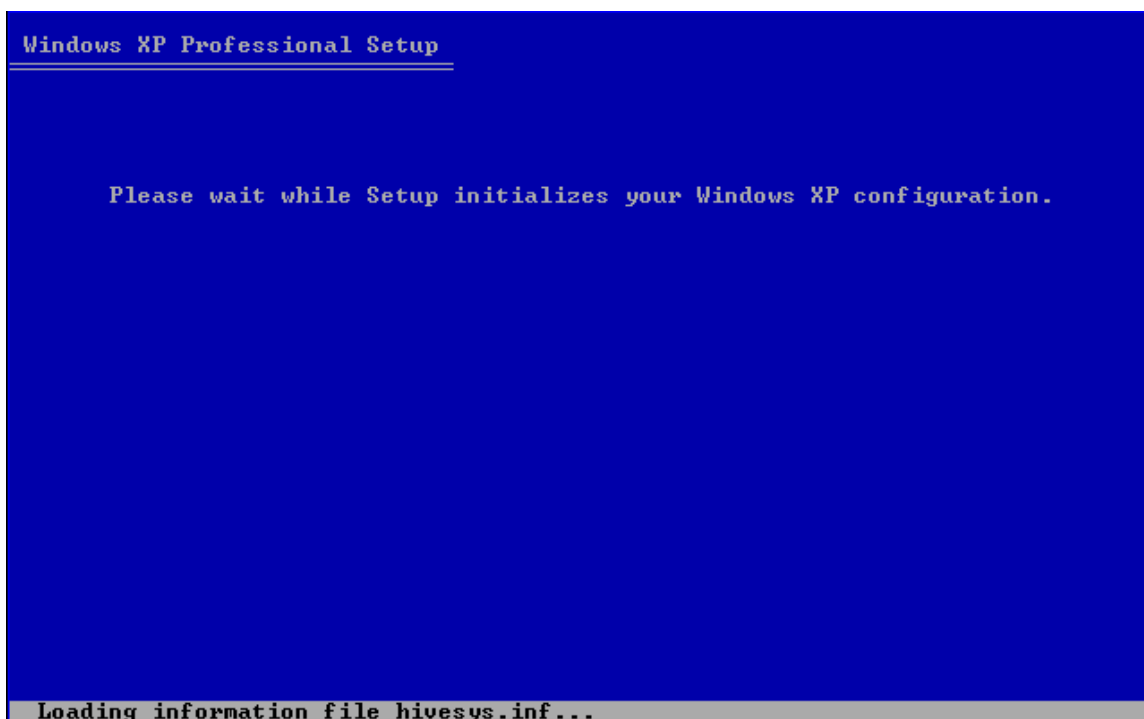 Windows XP Professional Setup
Please wait while Setup initializes your Windows XP configuration.
Loading information file hivesys.inf...